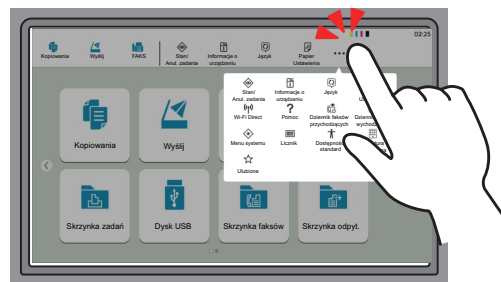 02:25
Kopiowania
Wyślij
FAKS
Stan/
Anul. zadania
Informacje o
urządzeniu
Język
Papier
Ustawienia
Stan/
Anul. zadania
Informacje o
urządzeniu
Język
Wi-Fi Direct
Pomoc
Dziennik faksów
przychodzących
Menu systemu
Licznik
Dostępność
standard
Ulubione
Kopiowania
Wyślij
Skrzynka zadań
Dysk USB
Skrzynka faksów
Skrzynka odpyt.